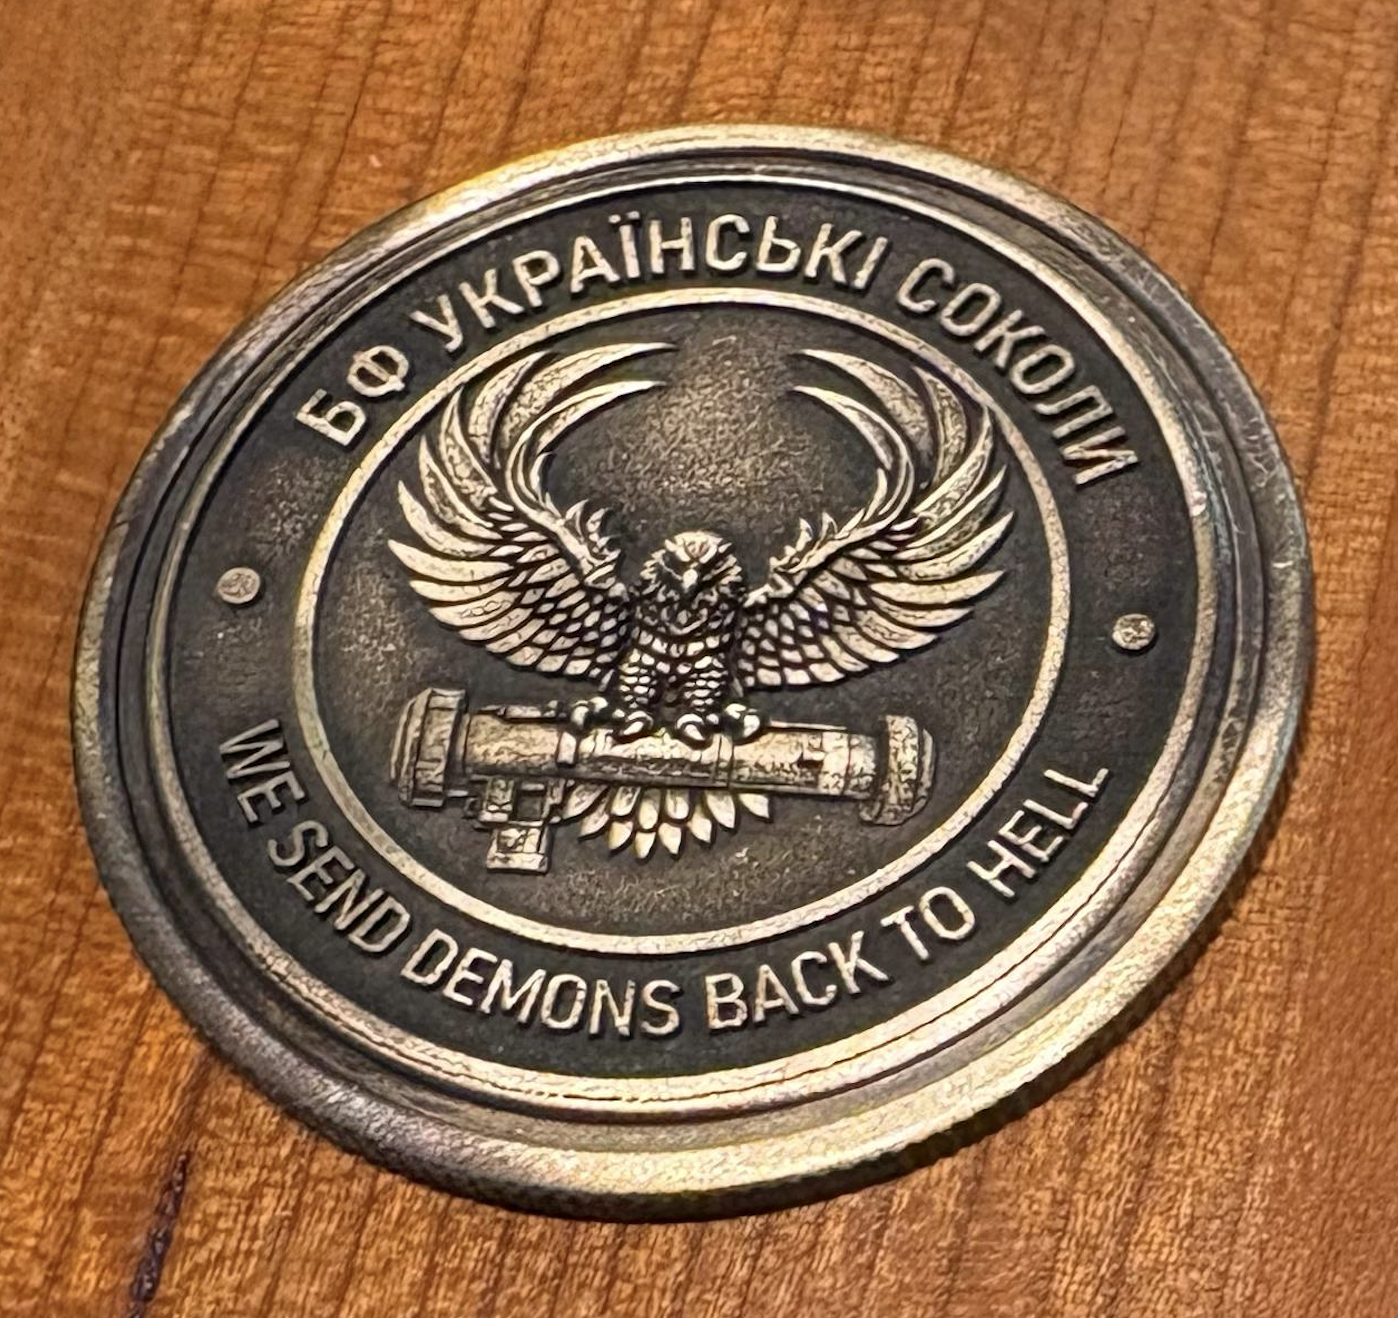 БФ УКРАЇНСЬКІ СОКОЛИ
WE SEND DEMONS BACK TO HELL